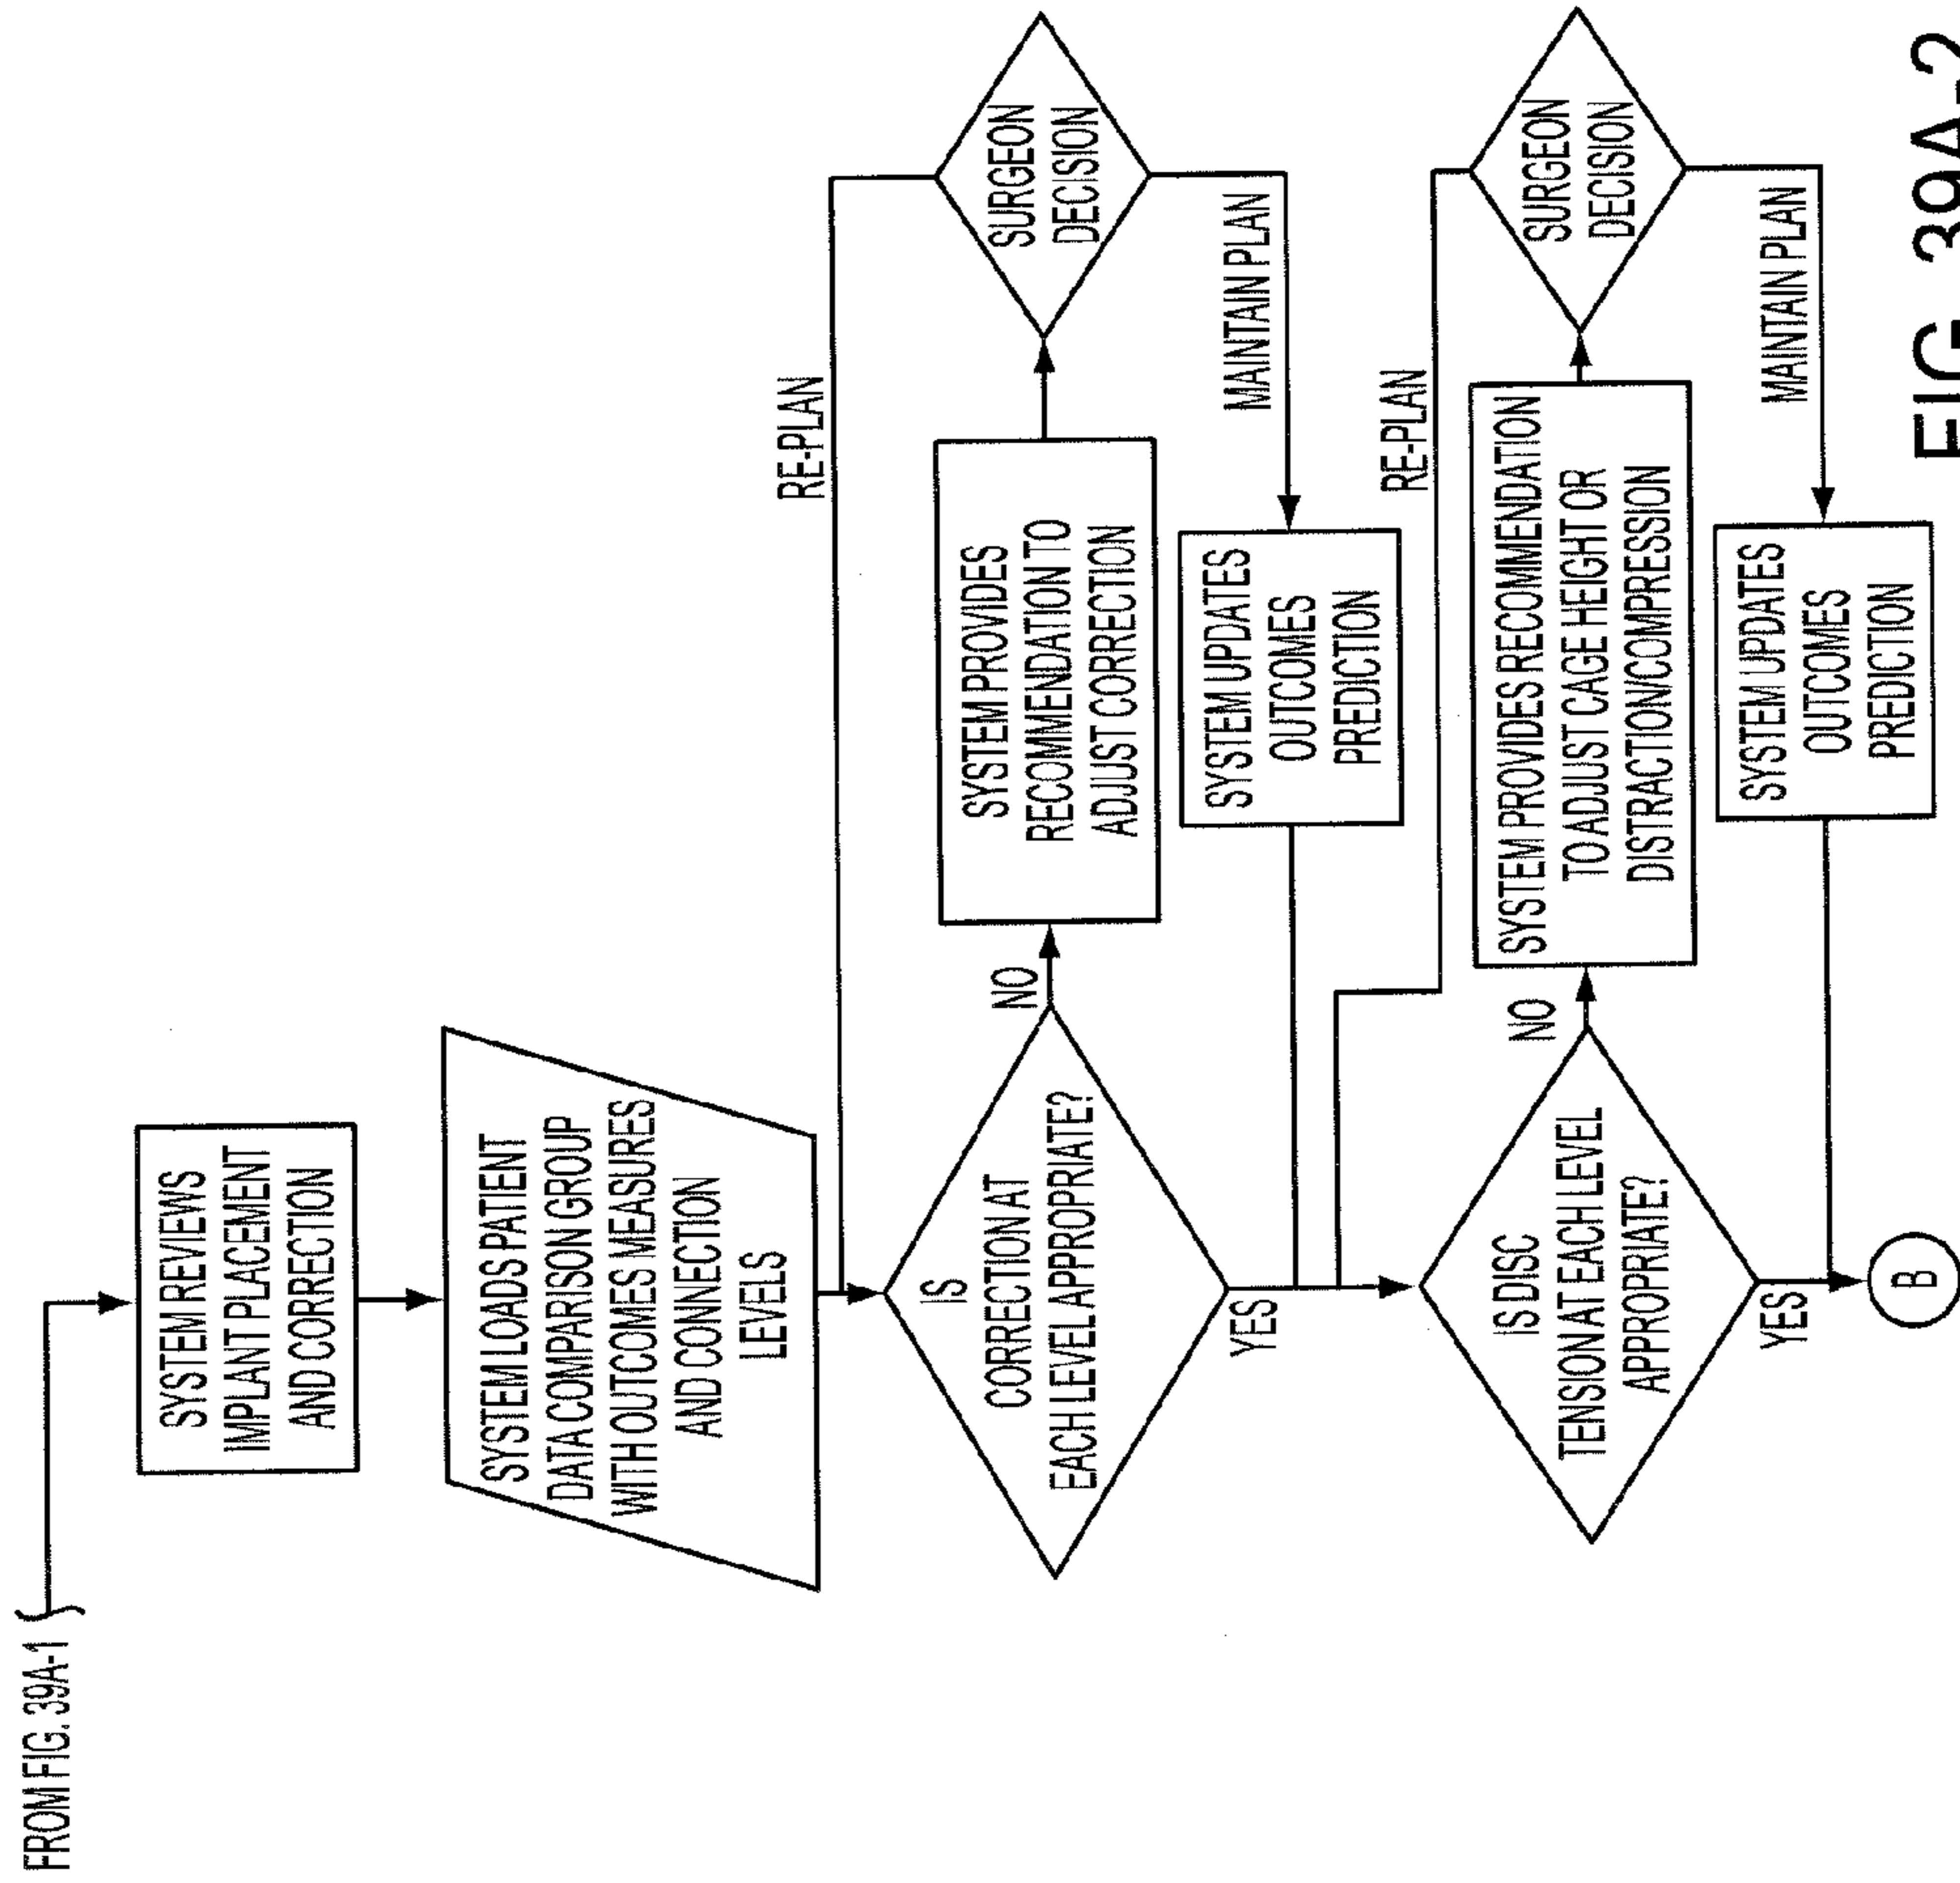 FROM FIG. 39A-1
SYSTEM REVIEWS
IMPLANT PLACEMENT
AND CORRECTION
SYSTEM LOADS PATIENT
DATA COMPARISON GROUP
WITH OUTCOMES MEASURES
AND CONNECTION
LEVELS
IS
CORRECTION AT
EACH LEVEL APPROPRIATE?
NO
SYSTEM PROVIDES
RECOMMENDATION TO
ADJUST CORRECTION
SURGEON
DECISION
RE-PLAN
MAINTAIN PLAN
SYSTEM UPDATES
OUTCOMES
PREDICTION
YES
IS DISC
TENSION AT EACH LEVEL
APPROPRIATE?
NO
SYSTEM PROVIDES RECOMMENDATION
TO ADJUST CAGE HEIGHT OR
DISTRACTION/COMPRESSION
SURGEON
DECISION
RE-PLAN
MAINTAIN PLAN
SYSTEM UPDATES
OUTCOMES
PREDICTION
YES
B
FIG. 39A-2